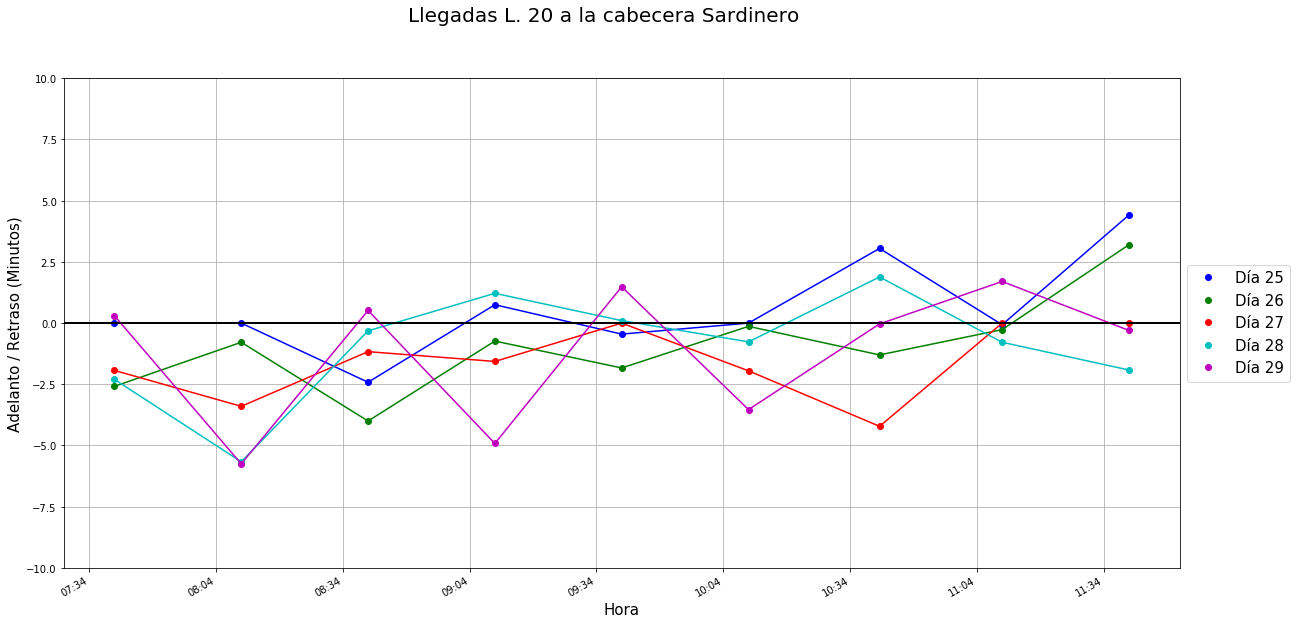 Llegadas L. 20 a la cabecera Sardinero
10.0
7.5
5.0
2.5
0.0
−2.5
−5.0
−7.5
−10.0
Adelanto / Retraso (Minutos)
07:34
08:04
08:34
09:04
09:34
10:04
10:34
11:04
11:34
Hora
Día 25
Día 26
Día 27
Día 28
Día 29